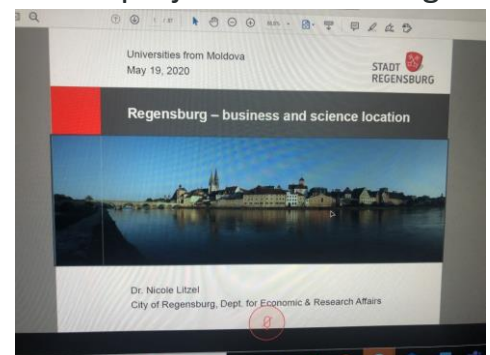 Universities from Moldova
May 19, 2020
STADT
REGENSBURG
Regensburg – business and science location
Dr. Nicole Litzel
City of Regensburg, Dept. for Economic & Research Affairs